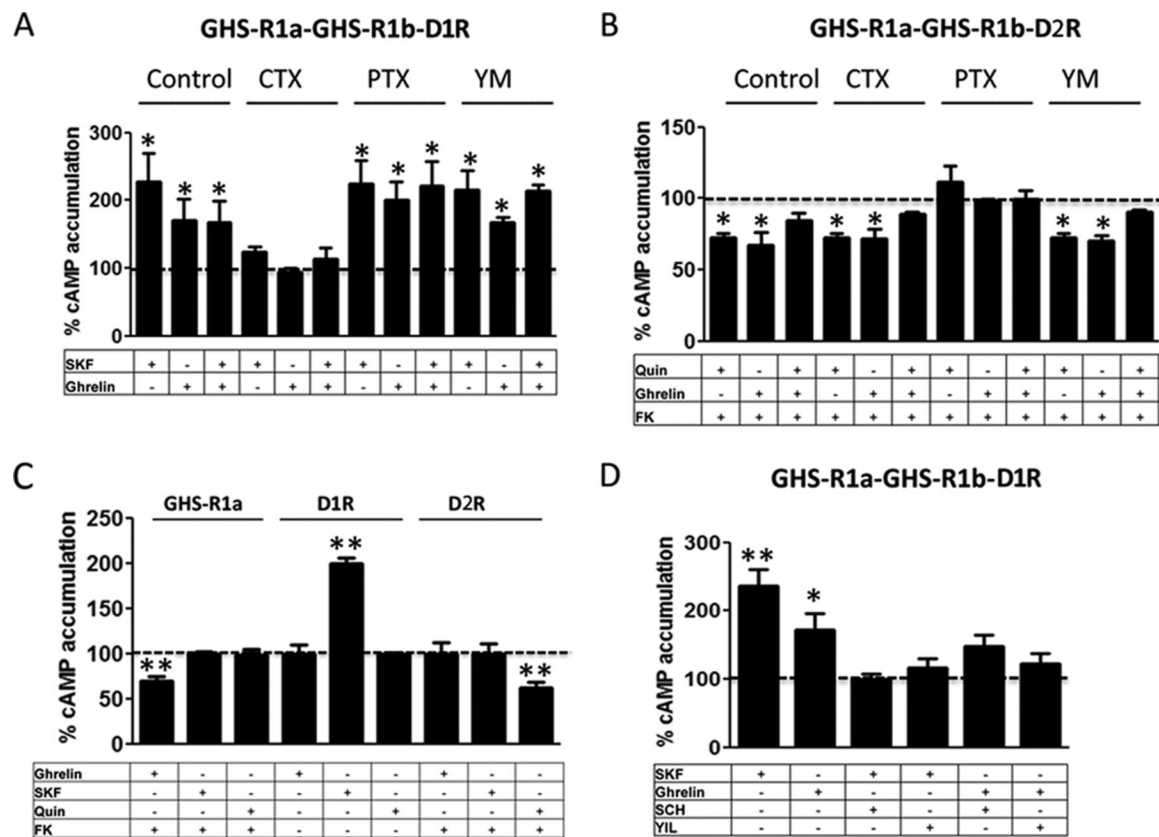 A
GHS-R1a-GHS-R1b-D1R
Control CTX PTX YM
% cAMP accumulation
300
200
100
0
* * * * * * * * *
SKF + - + + - + + - + + - +
Ghrelin - + + - + + - + + - + +
B
GHS-R1a-GHS-R1b-D2R
Control CTX PTX YM
% cAMP accumulation
150
100
50
0
* * * * * *
Quin + - + + - + + - + + - +
Ghrelin - + + - + + - + + - + +
FK + + + + + + + + + + + +
C
GHS-R1a D1R D2R
% cAMP accumulation
250
200
150
100
50
0
** ** **
Ghrelin + - - + - - + - -
SKF - + - - + - - + -
Quin - - + - - + - - +
FK + + + - - - + + +
D
GHS-R1a-GHS-R1b-D1R
% cAMP accumulation
300
200
100
0
** *
SKF + - + + - -
Ghrelin - + - - + +
SCH - - + - + -
YIL - - - + - +